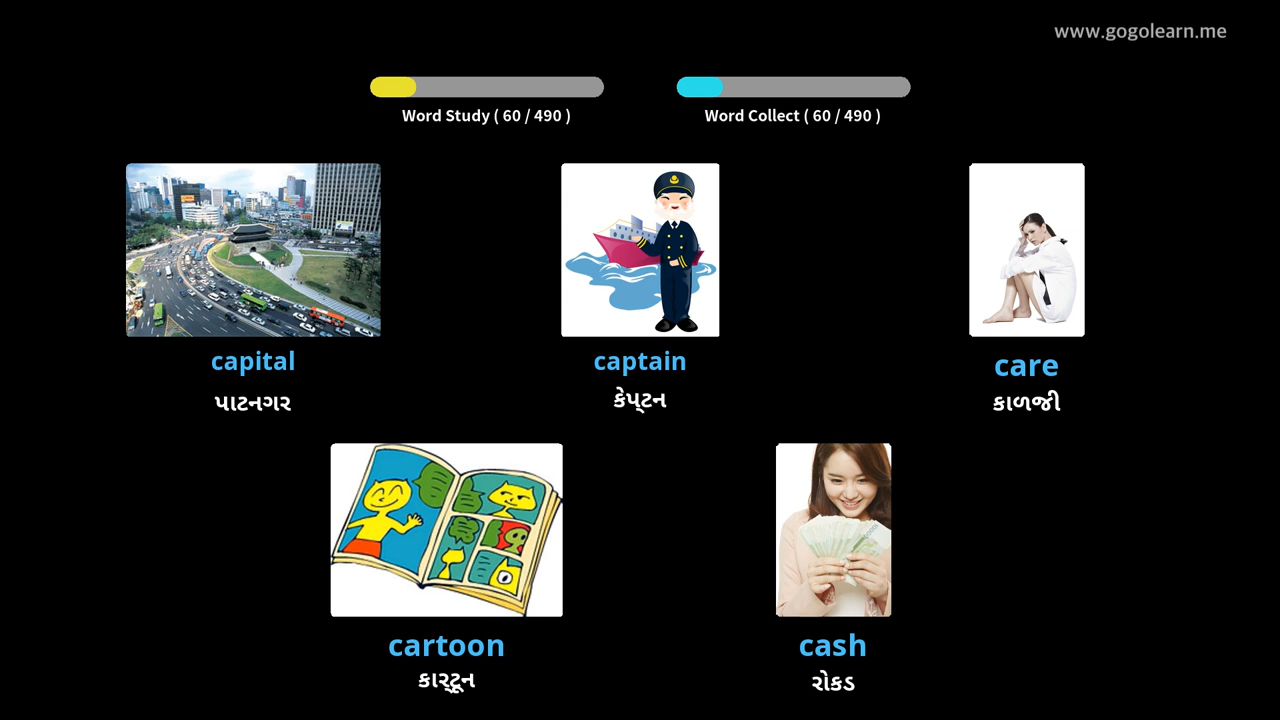 www.gogolearn.me
Word Study ( 60 / 490 )
Word Collect ( 60 / 490 )
capital
પાટનગર
captain
કેપ્ટન
care
કાળજી
cartoon
કાર્ટૂન
cash
રોકડ